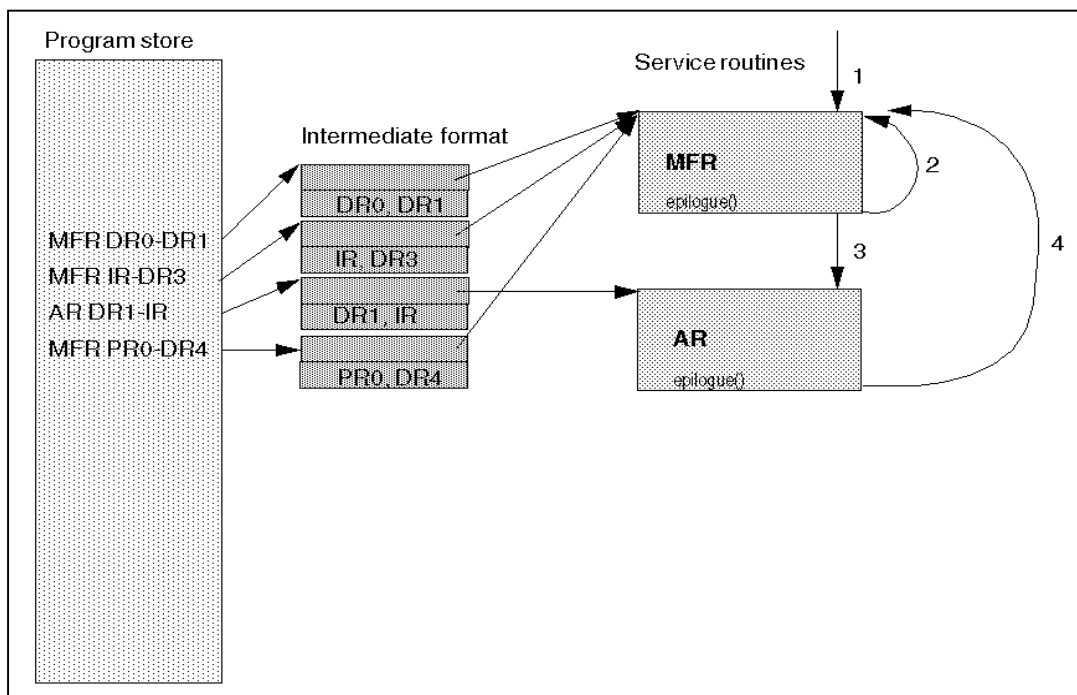 Program store
MFR DR0-DR1
MFR IR-DR3
AR DR1-IR
MFR PR0-DR4
Intermediate format
DR0, DR1
IR, DR3
DR1, IR
PR0, DR4
Service routines
1
MFR
epilogue()
2
3
4
AR
epilogue()